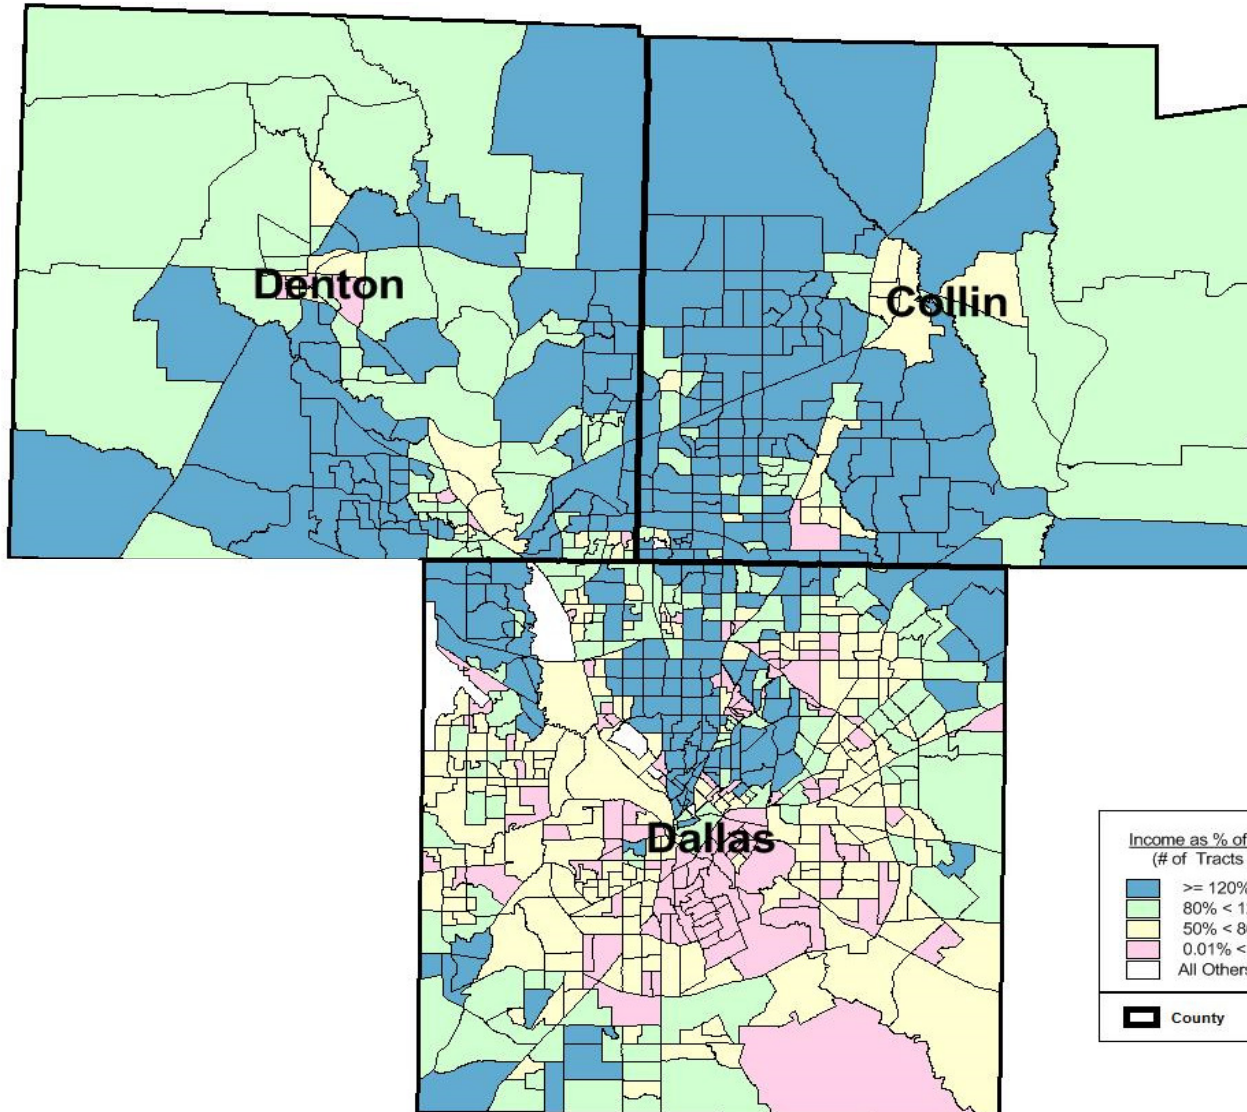 Denton
Collin
Dallas
Income as % of
(# of Tracts
>= 120%
80% < 1
50% < 8
0.01% <
All Others
County